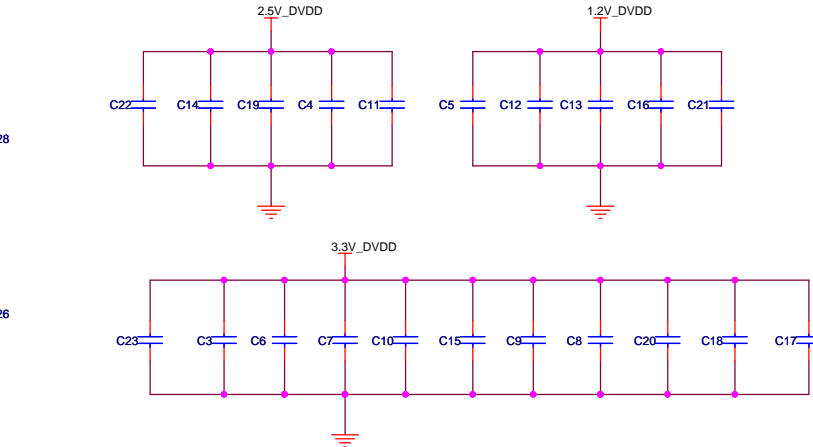 2.5V_DVDD 1.2V_DVDD
C22 C14 C19 C4 C11 C5 C12 C13 C16 C21
28
3.3V_DVDD
26
C23 C3 C6 C7 C10 C15 C9 C8 C20 C18 C17